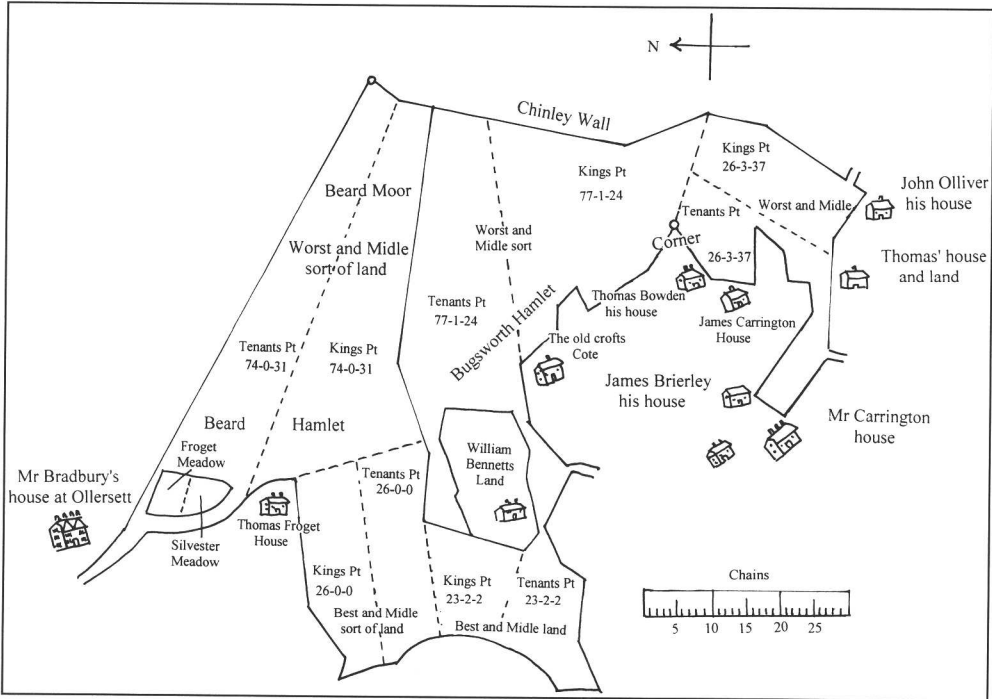 N
Chinley Wall
Kings Pt
26-3-37
Kings Pt
77-1-24
Beard Moor
John Olliver
his house
Worst and Midle
Tenants Pt
26-3-37
Corner
Worst and Midle
sort of land
Worst and
Midle sort
Thomas' house
and land
Thomas Bowden
his house
James Carrington
House
Tenants Pt
77-1-24
Bugsworth Hamlet
The old crofts
Cote
Tenants Pt
74-0-31
Kings Pt
74-0-31
James Brierley
his house
Mr Carrington
house
Beard Hamlet
Froget
Meadow
William
Bennetts
Land
Mr Bradbury's
house at Ollersett
Tenants Pt
26-0-0
Thomas Froget
House
Silvester
Meadow
Kings Pt
26-0-0
Kings Pt
23-2-2
Tenants Pt
23-2-2
Best and Midle
sort of land
Best and Midle land
Chains
5 10 15 20 25